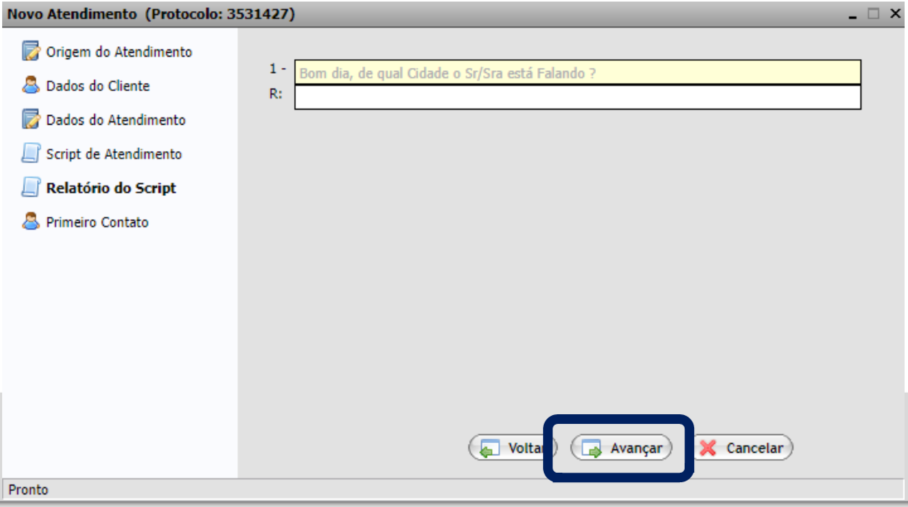 Novo Atendimento (Protocolo: 3531427)
Origem do Atendimento
Dados do Cliente
Dados do Atendimento
Script de Atendimento
Relatório do Script
Primeiro Contato
1 - Bom dia, de qual Cidade o Sr/Sra está Falando ?
R:
Voltar Avançar Cancelar
Pronto